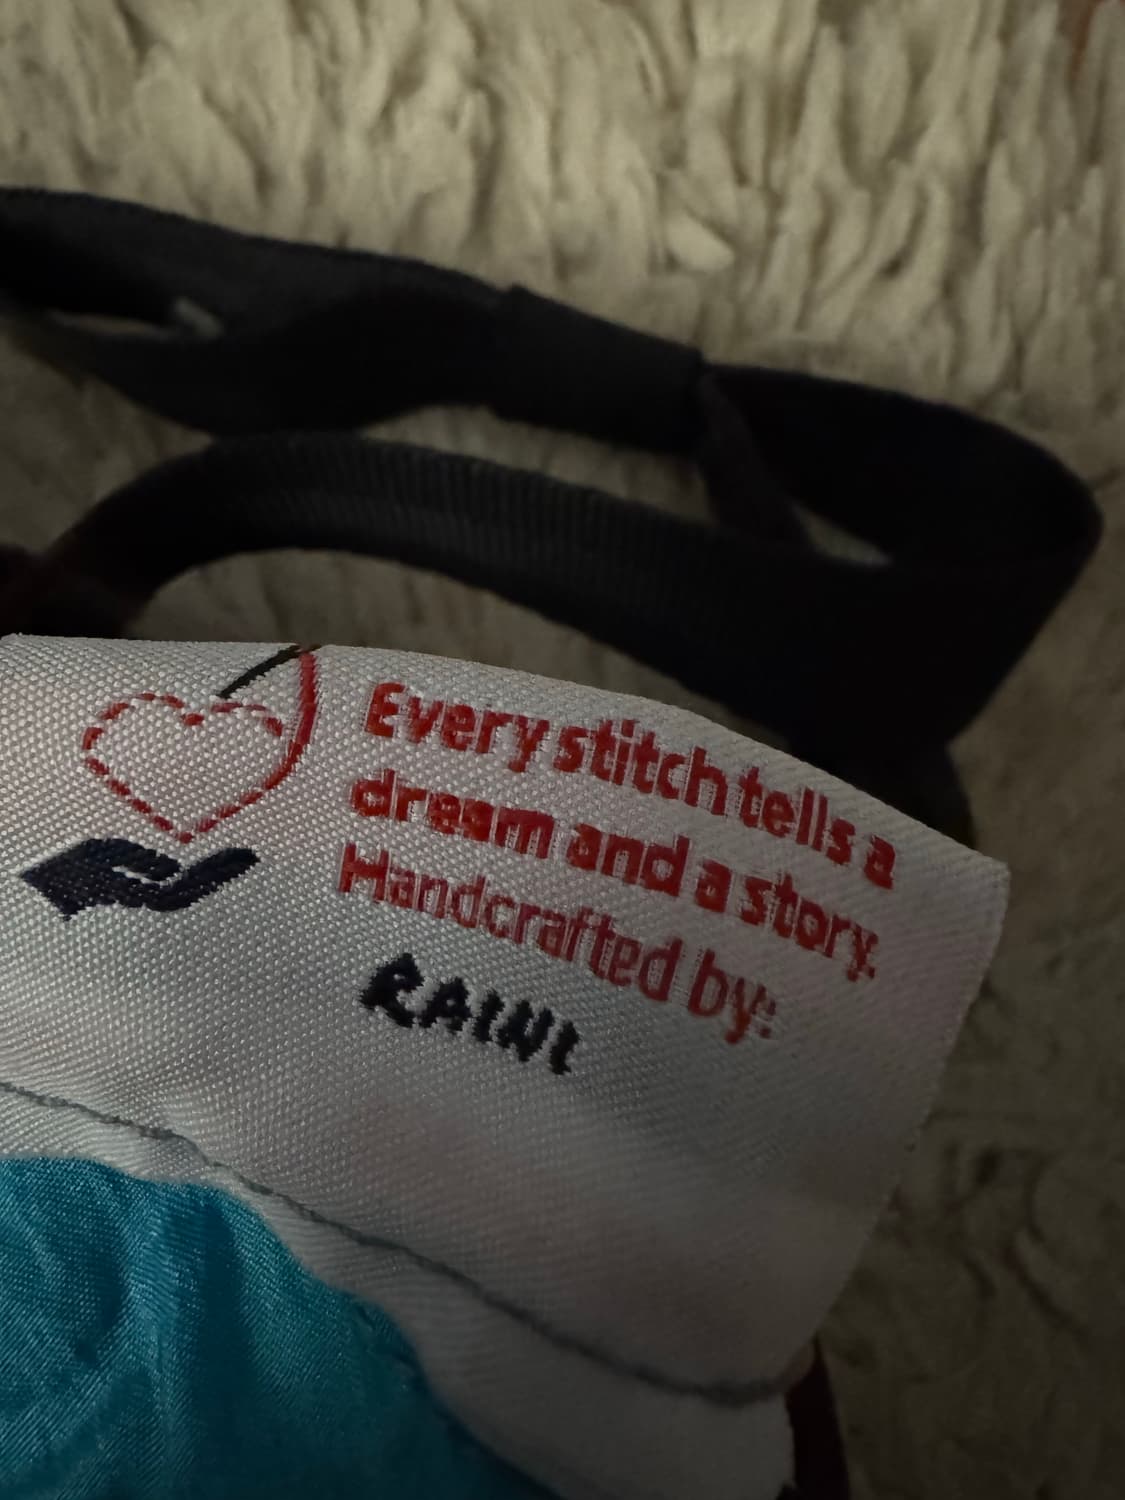 Every stitch tells a
dream and a story.
Handcrafted by:
RAINI